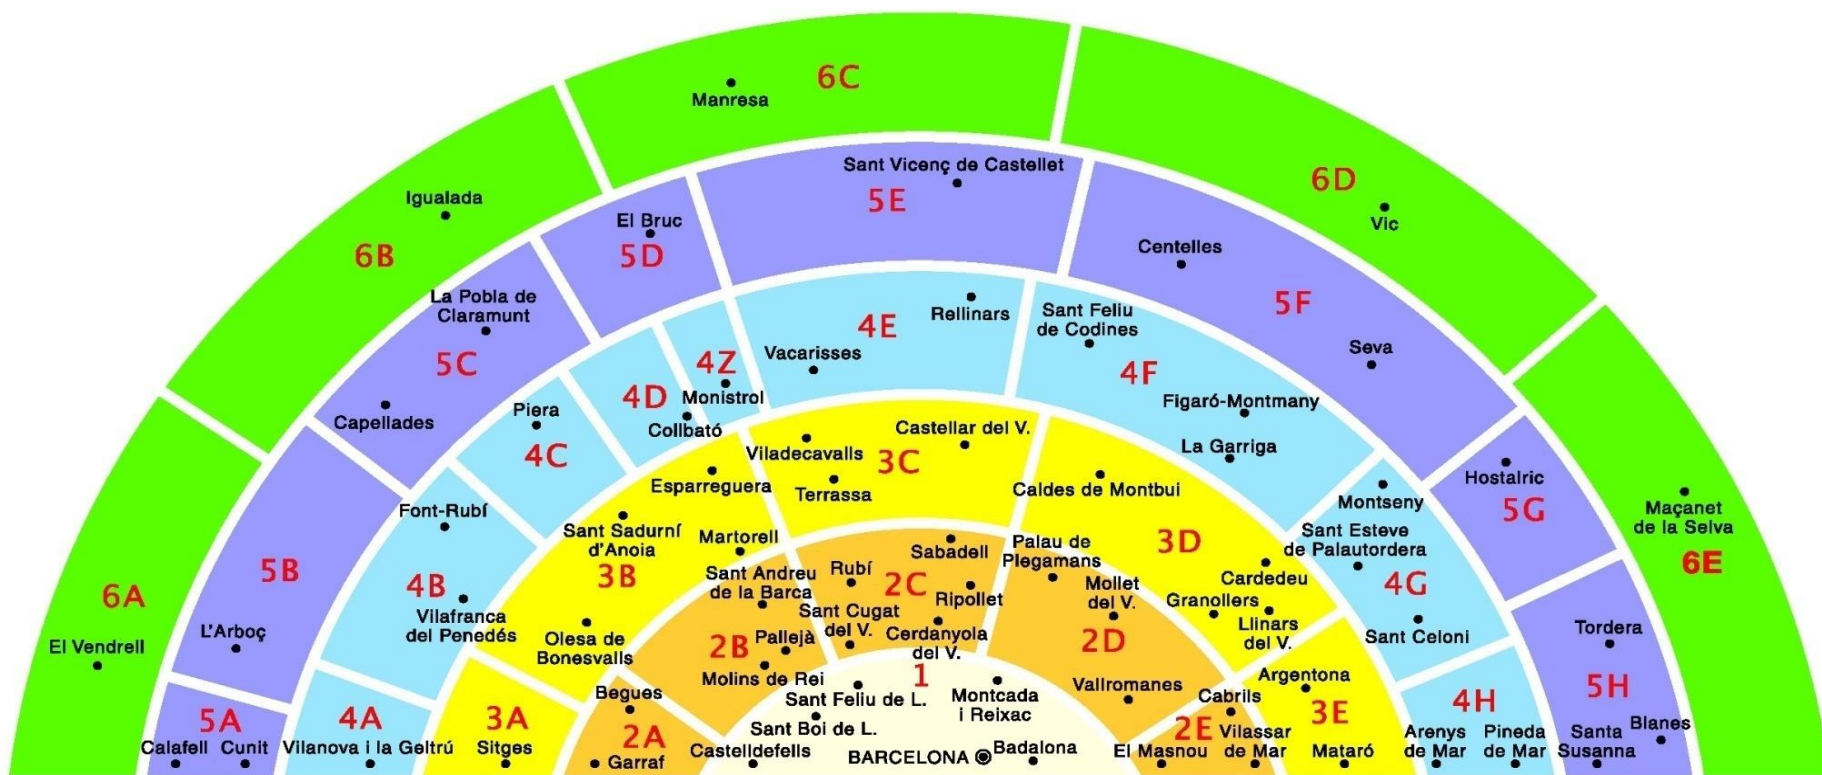 6C
Manresa
Sant Vicenç de Castellet
5E
6D
Vic
Igualada
6B
El Bruc
5D
Centelles
5F
Seva
La Pobla de
Claramunt
5C
Capellades
4E
Rellinars
Vacarisses
Sant Feliu
de Codines
4F
Figaró-Montmany
La Garriga
4Z
Monistrol
4D
Collbató
Piera
4C
Castellar del V.
Viladecavalls
3C
Terrassa
Esparreguera
Caldes de Montbui
Hostalric
5G
Montseny
Maçanet
de la Selva
6E
Font-Rubí
Sant Sadurní
d'Anoia
3B
Martorell
Sabadell
Palau de
Plegamans
3D
Sant Esteve
de Palautordera
4G
Cardedeu
Granollers
Llinars
del V.
Sant Celoni
5B
6A
4B
Vilafranca
del Penedés
L'Arboç
El Vendrell
Olesa de
Bonesvalls
Sant Andreu
de la Barca
Rubí
2C
Ripollet
Sant Cugat
del V.
Cerdanyola
del V.
Mollet
del V.
2D
Vallromanes
2B
Pallejà
Molins de Rei
1
Sant Feliu de L.
Montcada
i Reixac
Sant Boi de L.
Tordera
5H
Argentona
3E
Mataró
Cabrils
2E
Vilassar
de Mar
El Masnou
4H
Arenys
de Mar
Pineda
de Mar
Santa
Susanna
Blanes
5A
Calafell
Cunit
4A
Vilanova i la Geltrú
3A
Sitges
Begues
2A
Garraf
Castelldefells
BARCELONA
Badalona